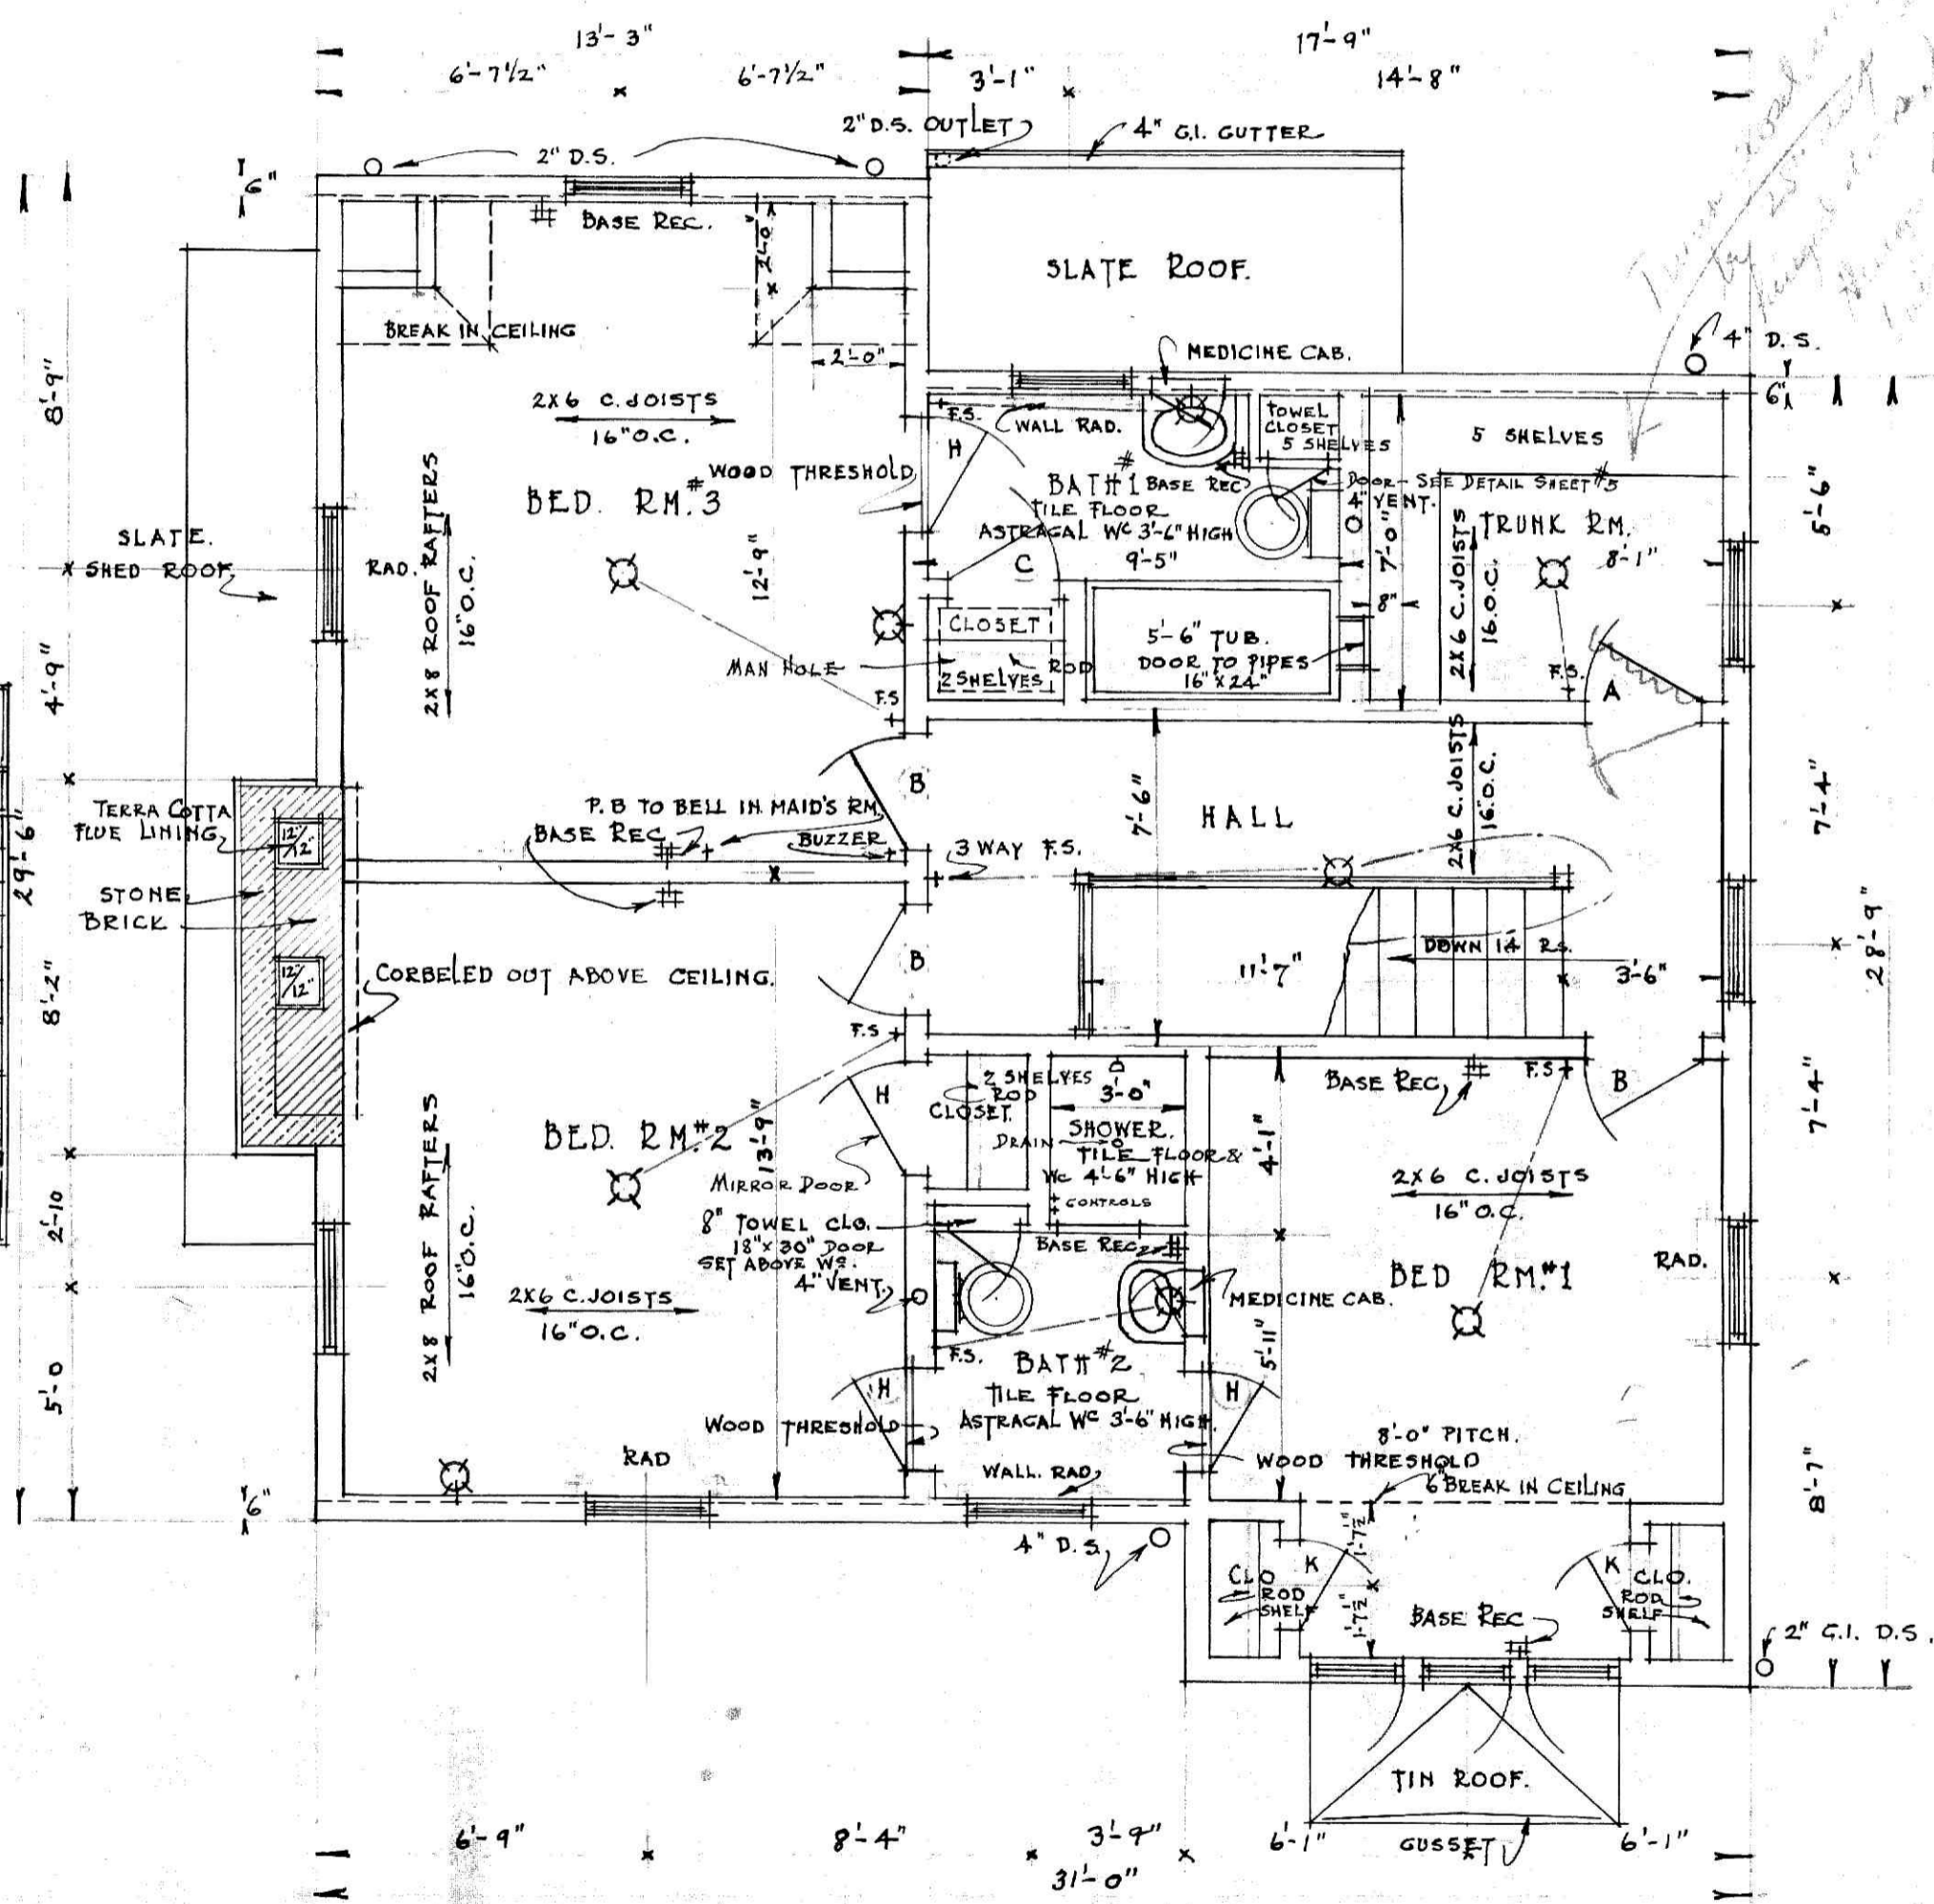 13'-3"
17'-9"
6'-7½"
6'-7½"
3'-1"
14'-8"
2" D.S. OUTLET
4" G.I. GUTTER
2" D.S.
6"
BASE REC.
2'-0"
SLATE ROOF.
BREAK IN CEILING
2'-0"
MEDICINE CAB.
4" D.S.
6"
8'-9"
2X6 C. JOISTS
16" O.C.
F.S.
WALL RAD.
TOWEL
CLOSET
5 SHELVES
5 SHELVES
H
WOOD THRESHOLD
BED. RM. #3
BATH #1
BASE REC
DOOR - SEE DETAIL SHEET #5
4" VENT.
TILE FLOOR
ASTRAGAL WC 3'-6" HIGH
9'-5"
C
7'-0"
8"
TRUNK RM.
8'-1"
5'-6"
SLATE.
SHED ROOF
RAD.
2X8 ROOF RAFTERS
16" O.C.
12'-9"
2X6 C. JOISTS
16. O.C.
CLOSET
MAN HOLE
ROD
2 SHELVES
5'-6" TUB.
DOOR TO PIPES
16" X 24"
F.S.
A
F.S
4'-9"
2X6 C. JOISTS
16" O.C.
B
7'-6"
HALL
7'-4"
TERRA COTTA
FLUE LINING
12"/12"
P. B TO BELL IN MAID'S RM.
BASE REC
BUZZER
3 WAY F.S.
29'-6"
STONE
BRICK
B
11'-7"
DOWN 14 Rs.
3'-6"
28'-9"
8'-2"
12"/12"
CORBELED OUT ABOVE CEILING.
F.S
2 SHELVES
ROD
CLOSET.
3'-0"
SHOWER.
DRAIN
TILE FLOOR &
WC 4'-6" HIGH
CONTROLS
H
4'-1"
BASE REC
F.S
B
7'-4"
BED. RM. #2
13'-9"
MIRROR DOOR
2X6 C. JOISTS
16" O.C.
2'-10
2X8 ROOF RAFTERS
16" O.C.
8" TOWEL CLO.
18" x 30" DOOR
SET ABOVE WC.
4" VENT.
BASE REC
BED RM. #1
RAD.
MEDICINE CAB.
2X6 C. JOISTS
16" O.C.
5'-0
F.S.
BATH #2
TILE FLOOR
ASTRAGAL WC 3'-6" HIGH
5'-11"
H
H
WOOD THRESHOLD
RAD
WALL. RAD
8'-0" PITCH.
WOOD THRESHOLD
6" BREAK IN CEILING
8'-7"
6"
4" D.S.
1'-7½"
1'-7½"
CLO
ROD
SHELF
K
K
CLO.
ROD
SHELF
BASE REC
2" G.I. D.S.
TIN ROOF.
GUSSET
6'-9"
8'-4"
3'-9"
6'-1"
6'-1"
31'-0"